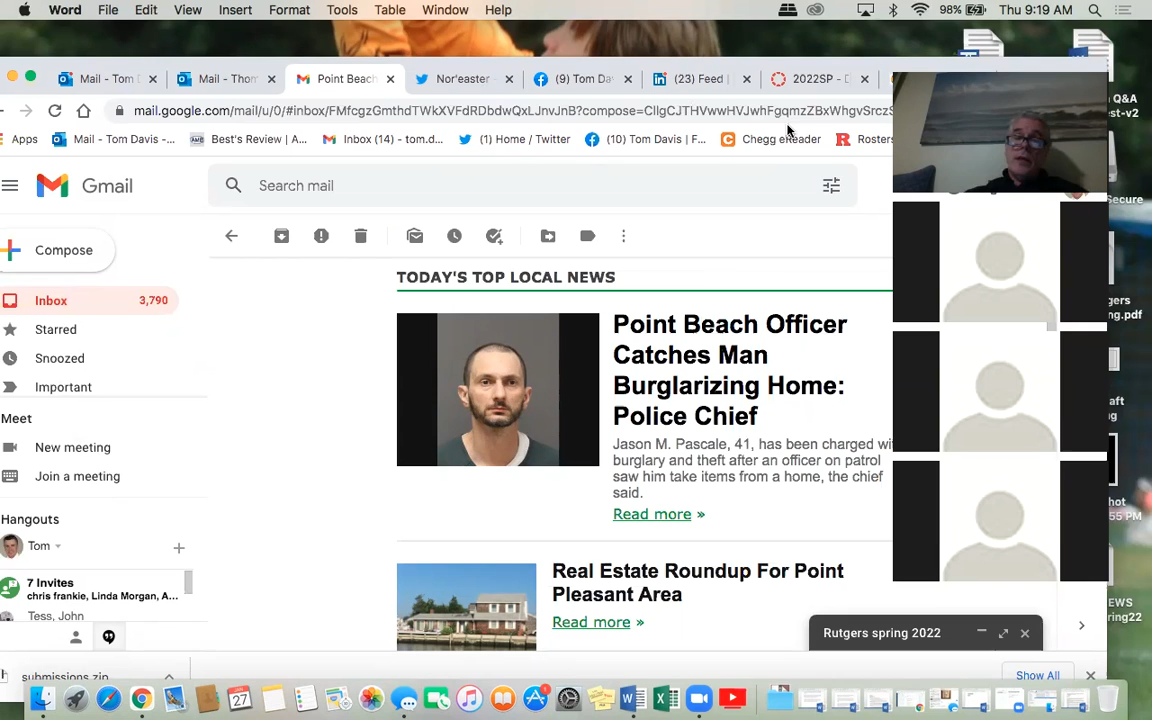 Word File Edit View Insert Format Tools Table Window Help 98% Thu 9:19 AM
Mail - Tom D × Mail - Thom × Point Beach × Nor'easter × (9) Tom Da × (23) Feed | × 2022SP - D
mail.google.com/mail/u/0/#inbox/FMfcgzGmthdTWkXVFdRDbdwQxLJnvJnB?compose=CllgCJTHVwwHVJwhFgqmzZBxWhgvSrczS
Apps Mail - Tom Davis -... AM BEST Best's Review | A... Inbox (14) - tom.d... (1) Home / Twitter (10) Tom Davis | F... Chegg eReader Rosters
Q&A
est-v2
Gmail
Search mail
Secure
Compose
TODAY'S TOP LOCAL NEWS
Inbox 3,790
Starred
Snoozed
Important
Point Beach Officer
Catches Man
Burglarizing Home:
Police Chief
Jason M. Pascale, 41, has been charged wi
burglary and theft after an officer on patrol
saw him take items from a home, the chief
said.
Read more »
gers
ng.pdf
Meet
New meeting
Join a meeting
aft
ng
hot
55 PM
Hangouts
Tom
7 Invites
chris frankie, Linda Morgan, A...
Tess, John
Real Estate Roundup For Point
Pleasant Area
Read more »
EWS
ring22
Rutgers spring 2022
submissions.zip
Show All
JAN
27